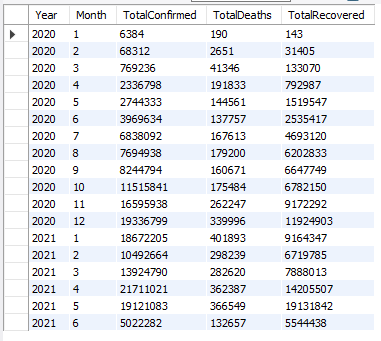 Year Month TotalConfirmed TotalDeaths TotalRecovered
2020 1 6384 190 143
2020 2 68312 2651 31405
2020 3 769236 41346 133070
2020 4 2336798 191833 792987
2020 5 2744333 144561 1519547
2020 6 3969634 137757 2535417
2020 7 6838092 167613 4693120
2020 8 7694938 179200 6202833
2020 9 8244794 160671 6647749
2020 10 11515841 175484 6782150
2020 11 16595938 262247 9172292
2020 12 19336799 339996 11924903
2021 1 18672205 401893 9164347
2021 2 10492664 298239 6719785
2021 3 13924790 282620 7888013
2021 4 21711021 362387 14205507
2021 5 19121083 366549 19131842
2021 6 5022282 132657 5544438